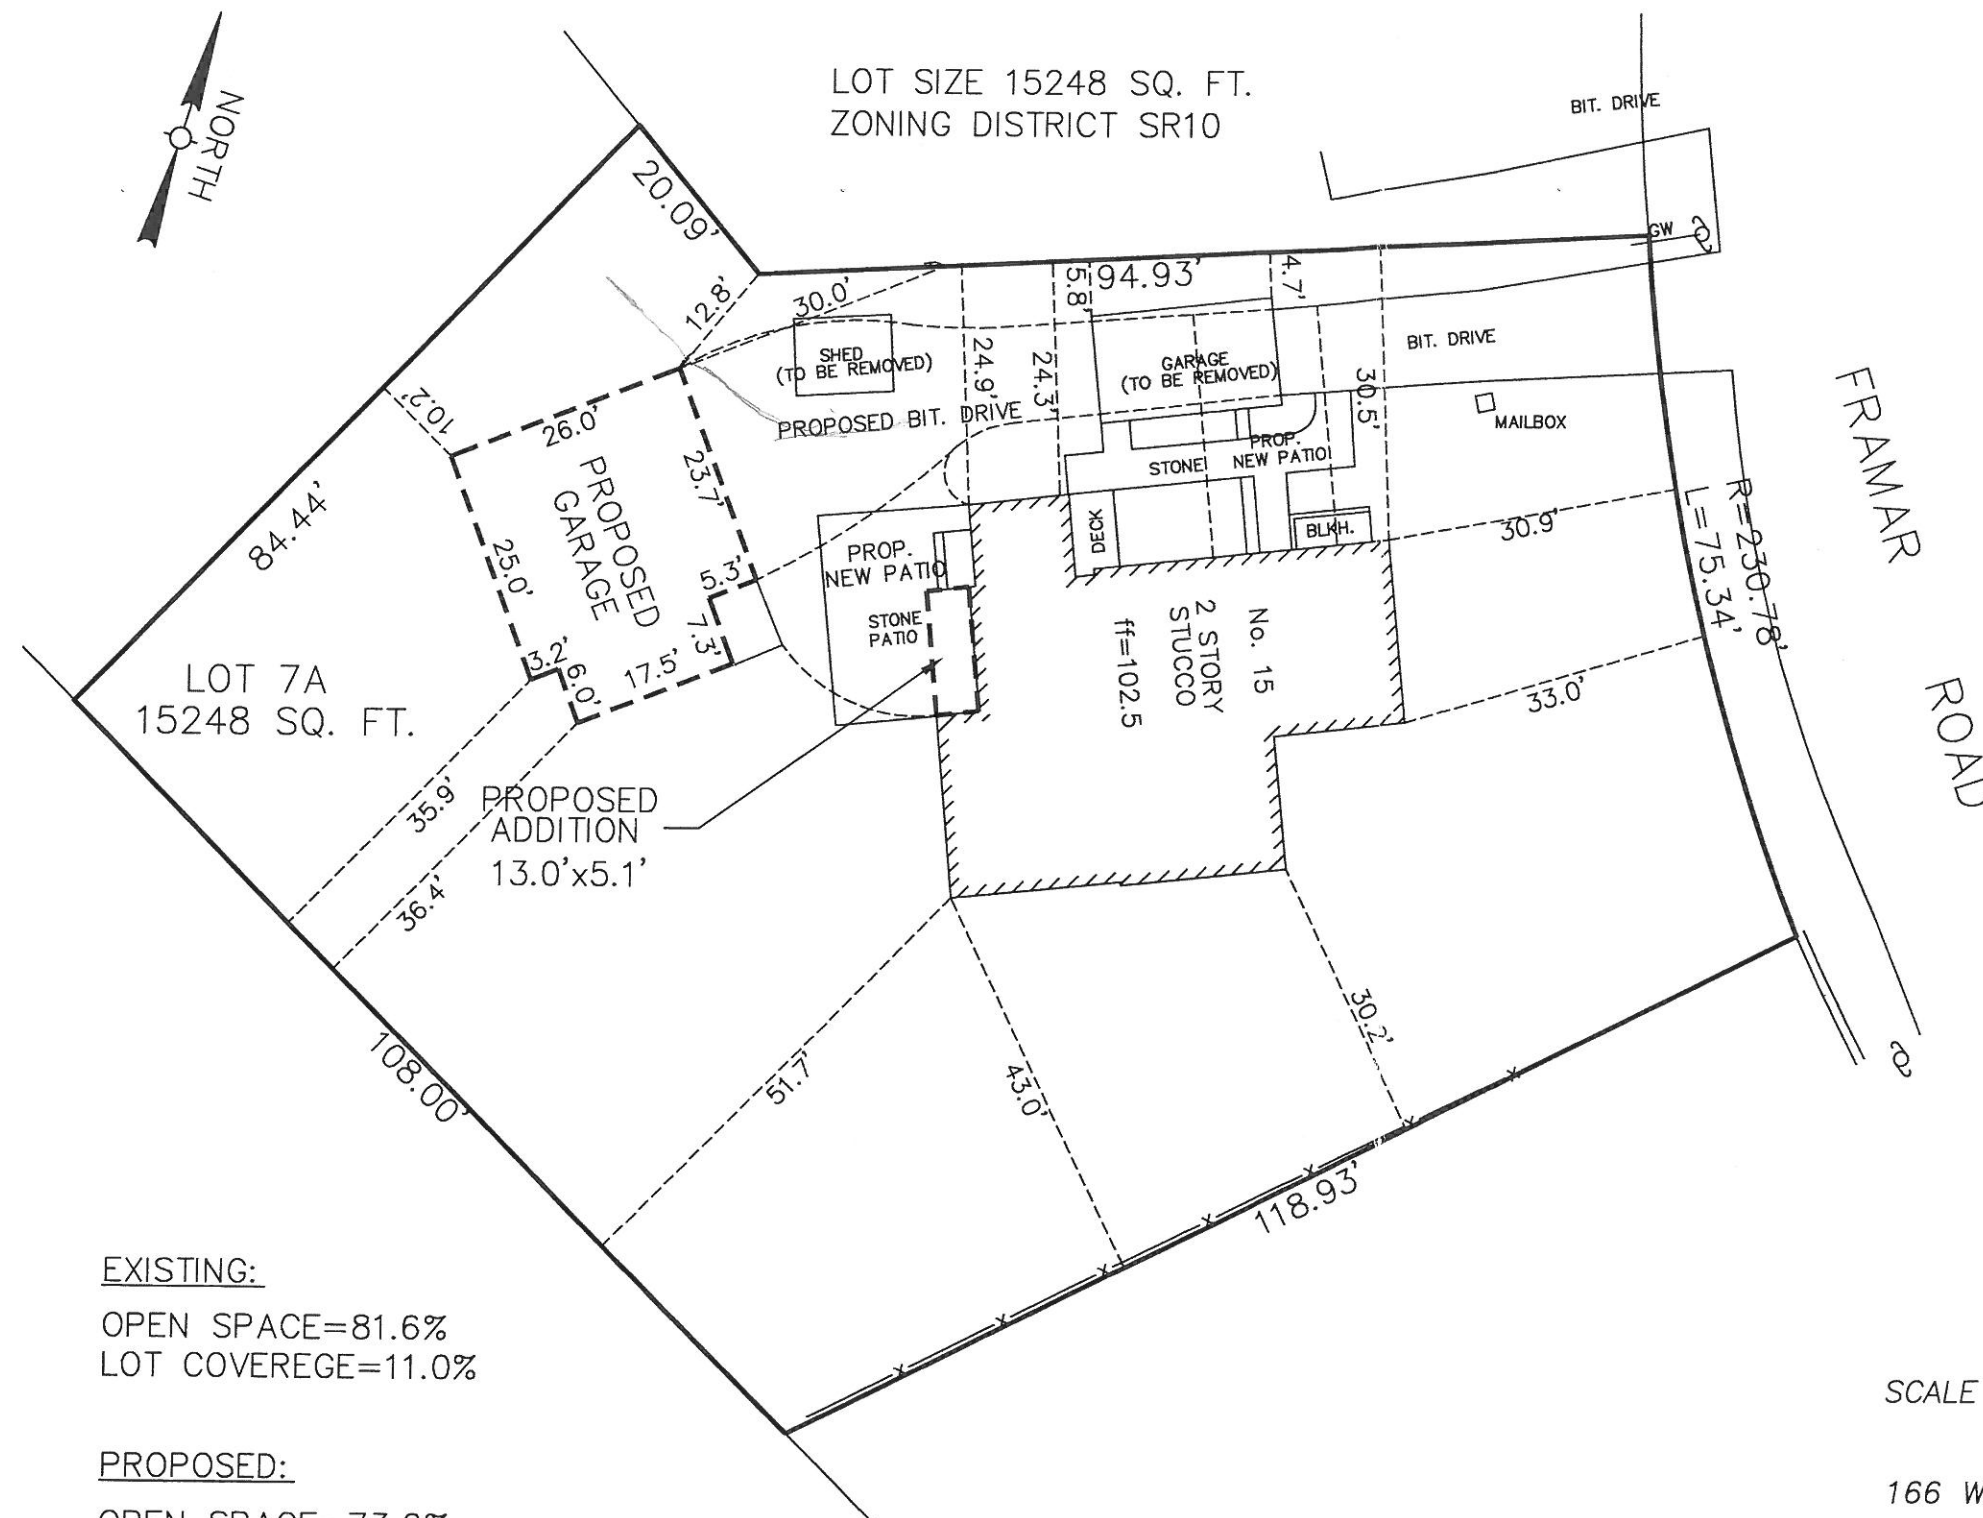 NORTH
LOT SIZE 15248 SQ. FT.
ZONING DISTRICT SR10
BIT. DRIVE
GW
20.09'
94.93'
12.8'
30.0'
5.8'
4.7'
SHED
(TO BE REMOVED)
24.9'
24.3'
GARAGE
(TO BE REMOVED)
30.5'
BIT. DRIVE
MAILBOX
FRAMAR
ROAD
10.2'
26.0'
PROPOSED BIT. DRIVE
23.7'
PROPOSED
GARAGE
25.0'
5.3'
7.3'
3.2'
6.0'
17.5'
84.44'
STONE
PROP.
NEW PATIO
DECK
BLKH.
PROP.
NEW PATIO
STONE
PATIO
30.9'
R=230.78'
L=75.34'
33.0'
No. 15
2 STORY
STUCCO
ff=102.5
LOT 7A
15248 SQ. FT.
35.9'
36.4'
PROPOSED
ADDITION
13.0'x5.1'
108.00'
51.7'
43.0'
30.2'
118.93'
EXISTING:
OPEN SPACE=81.6%
LOT COVEREGE=11.0%
PROPOSED:
OPEN SPACE
SCALE
166 W